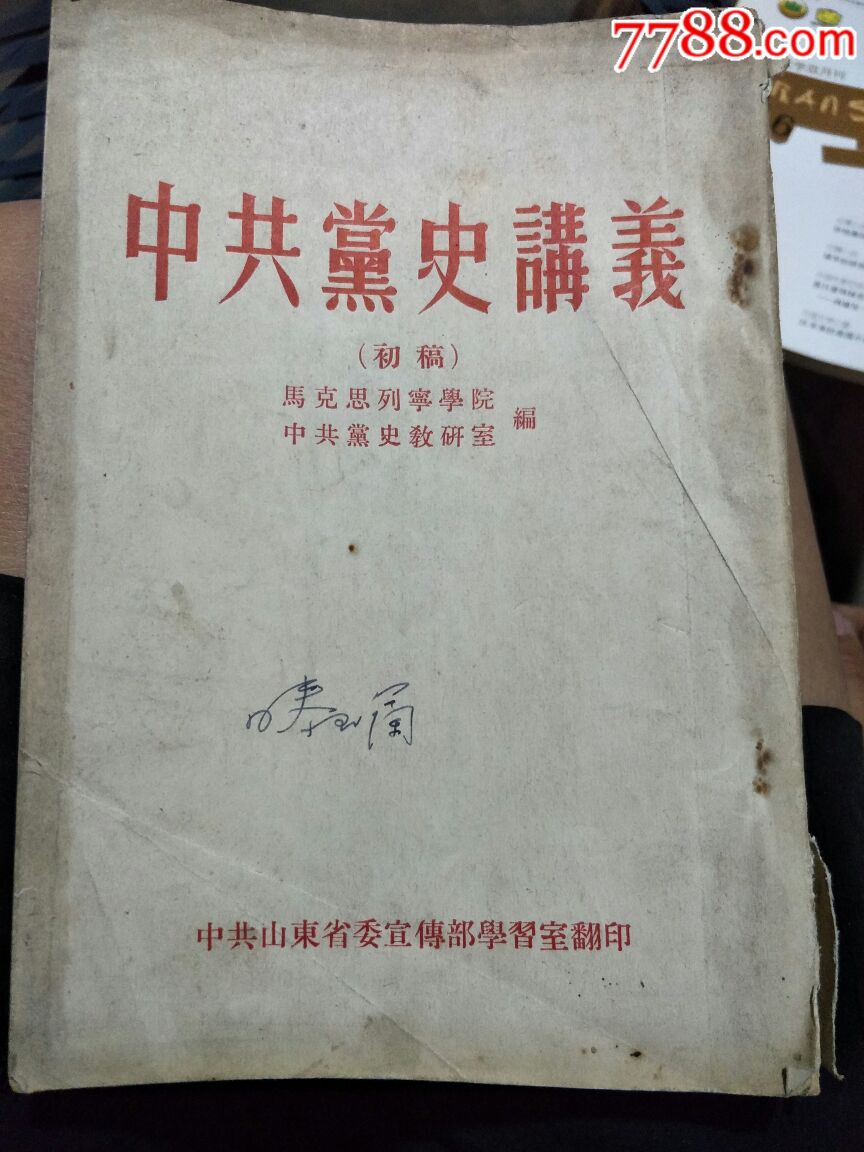 7788.com
中共黨史講義
（初稿）
馬克思列寧學院
中共黨史教研室
編
中共山東省委宣傳部學習室翻印